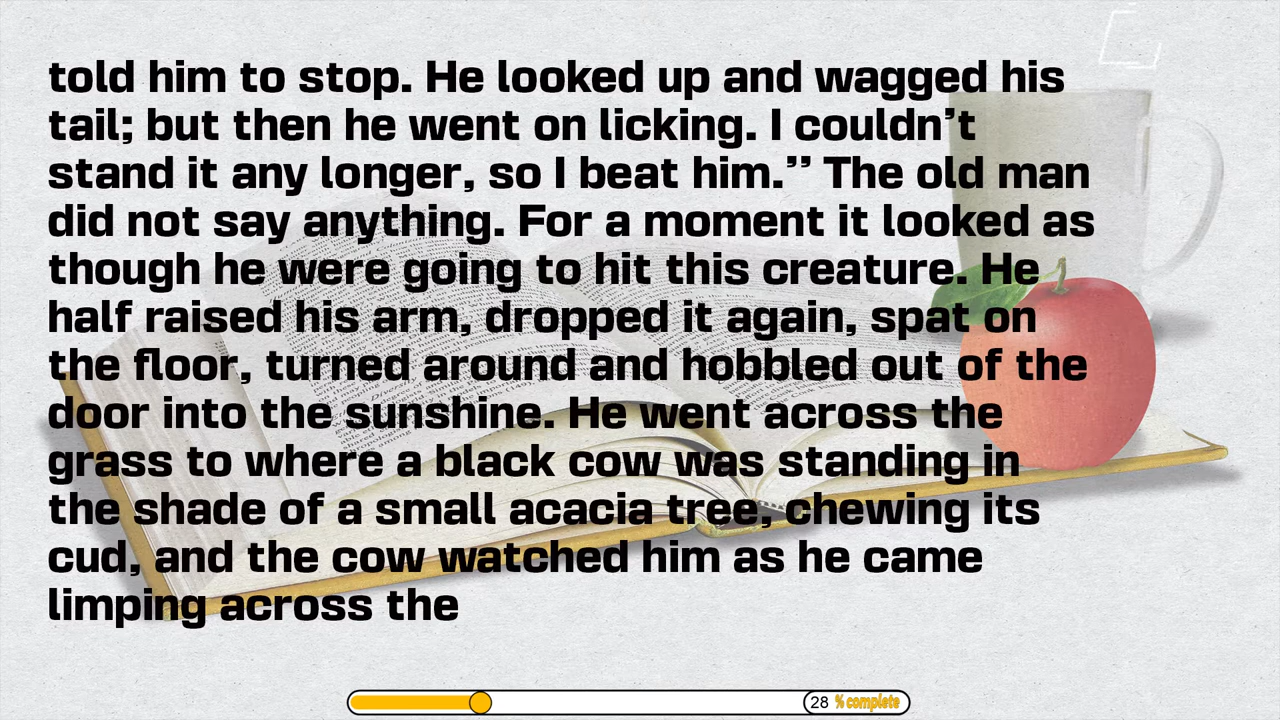 told him to stop. He looked up and wagged his
tail; but then he went on licking. I couldn’t
stand it any longer, so I beat him.” The old man
did not say anything. For a moment it looked as
though he were going to hit this creature. He
half raised his arm, dropped it again, spat on
the floor, turned around and hobbled out of the
door into the sunshine. He went across the
grass to where a black cow was standing in
the shade of a small acacia tree, chewing its
cud, and the cow watched him as he came
limping across the
28 % complete